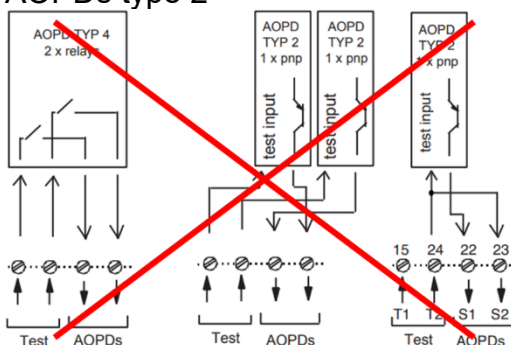 AOPDs type 2
AOPD TYP 4
2 x relays
AOPD
TYP 2
1 x pnp
test input
AOPD
TYP 2
1 x pnp
AOPD
TYP 2
1 x pnp
test input
15 24 22 23
T1 T2 S1 S2
Test AOPDs
Test AOPDs
Test AOPDs